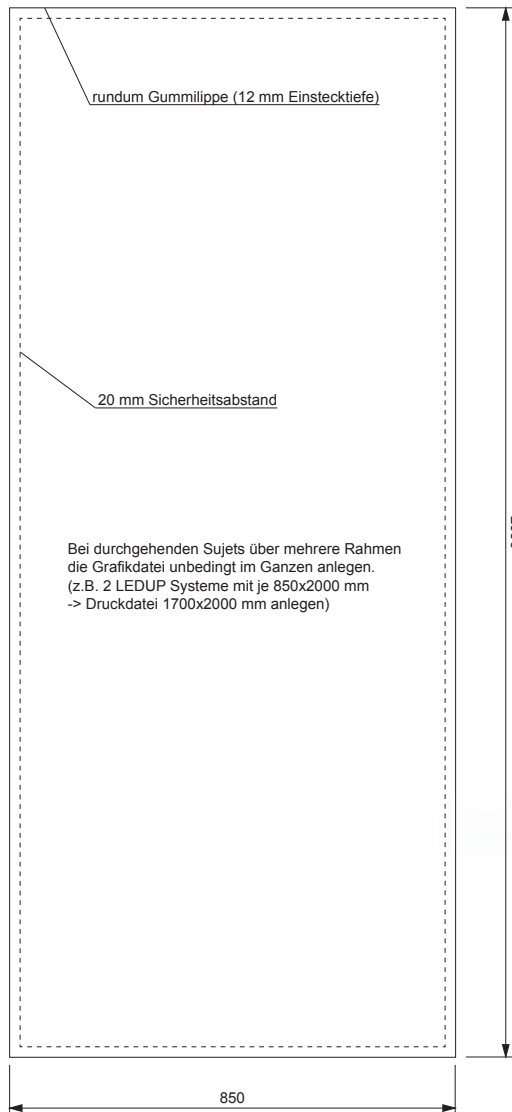 rundum Gummilippe (12 mm Einstecktiefe)
20 mm Sicherheitsabstand
Bei durchgehenden Sujets über mehrere Rahmen
die Grafikdatei unbedingt im Ganzen anlegen.
(z.B. 2 LEDUP Systeme mit je 850x2000 mm
-> Druckdatei 1700x2000 mm anlegen)
850